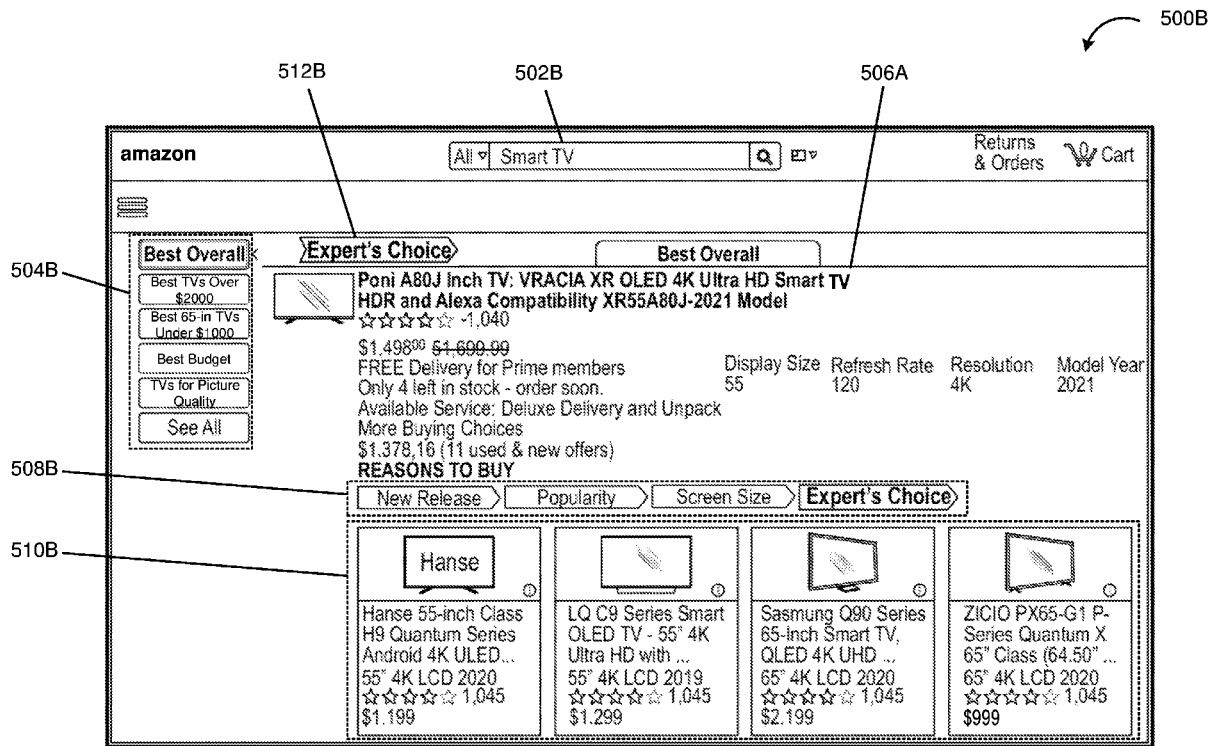 500B
512B 502B 506A
amazon All Smart TV Returns & Orders Cart
504B
Best Overall
Best TVs Over
$2000
Best 65-in TVs
Under $1000
Best Budget
TVs for Picture
Quality
See All
Expert's Choice Best Overall
Poni A80J Inch TV: VRACIA XR OLED 4K Ultra HD Smart TV
HDR and Alexa Compatibility XR55A80J-2021 Model
-1,040
$1,498⁰⁰ $1,699.99
FREE Delivery for Prime members
Only 4 left in stock - order soon.
Available Service: Deluxe Delivery and Unpack
More Buying Choices
$1.378,16 (11 used & new offers)
Display Size Refresh Rate Resolution Model Year
55 120 4K 2021
REASONS TO BUY
508B
New Release Popularity Screen Size Expert's Choice
510B
Hanse
Hanse 55-inch Class
H9 Quantum Series
Android 4K ULED...
55" 4K LCD 2020
1,045
$1.199
LQ C9 Series Smart
OLED TV - 55" 4K
Ultra HD with ...
55" 4K LCD 2019
1,045
$1.299
Sasmung Q90 Series
65-Inch Smart TV,
QLED 4K UHD ...
65" 4K LCD 2020
1,045
$2.199
ZICIO PX65-G1 P-
Series Quantum X
65" Class (64.50" ...
65" 4K LCD 2020
1,045
$999